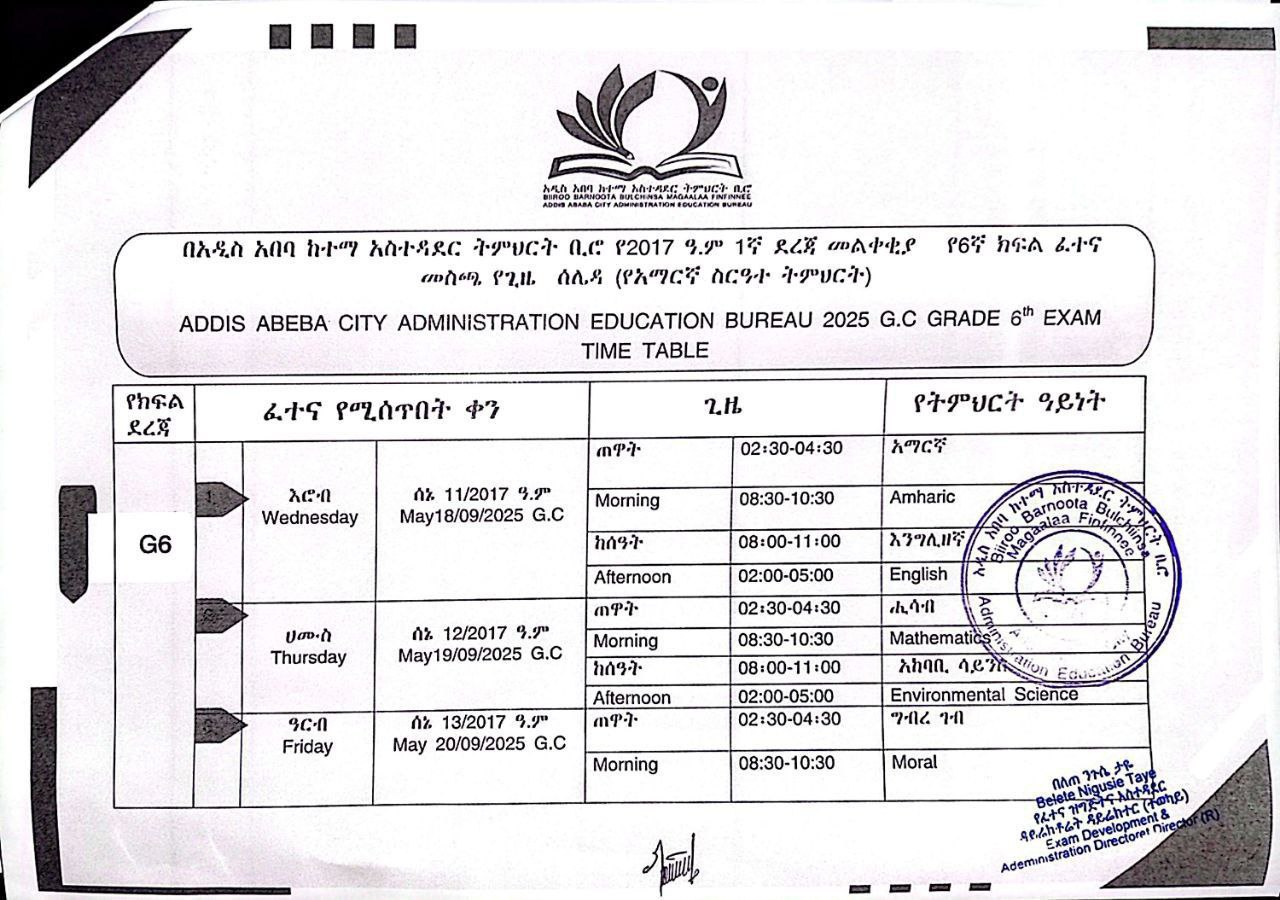 አዲስ አበባ ከተማ አስተዳደር ትምህርት ቢሮ
BIIROO BARNOOTA BULCHIINSA MAGAALAA FINFINNEE
ADDIS ABABA CITY ADMINISTRATION EDUCATION BUREAU
በአዲስ አበባ ከተማ አስተዳደር ትምህርት ቢሮ የ2017 ዓ.ም 1ኛ ደረጃ መልቀቂያ የ6ኛ ክፍል ፈተና
መስጫ የጊዜ ሰሌዳ (የአማርኛ ስርዓተ ትምህርት)
ADDIS ABEBA CITY ADMINISTRATION EDUCATION BUREAU 2025 G.C GRADE 6th EXAM
TIME TABLE
የክፍል ደረጃ ፈተና የሚሰጥበት ቀን ጊዜ የትምህርት ዓይነት
G6
1 እሮብ ሰኔ 11/2017 ዓ.ም
Wednesday May18/09/2025 G.C
ጠዋት 02:30-04:30 አማርኛ
Morning 08:30-10:30 Amharic
ከሰዓት 08:00-11:00 እንግሊዘኛ
Afternoon 02:00-05:00 English
ሀሙስ ሰኔ 12/2017 ዓ.ም
Thursday May19/09/2025 G.C
ጠዋት 02:30-04:30 ሒሳብ
Morning 08:30-10:30 Mathematics
ከሰዓት 08:00-11:00 አከባቢ
Afternoon 02:00-05:00 Environmental Science
ዓርብ ሰኔ 13/2017 ዓ.ም
Friday May 20/09/2025 G.C
ጠዋት 02:30-04:30 ግብረ ገብ
Morning 08:30-10:30 Moral
አዲስ አበባ ከተማ አስተዳደር ትምህርት ቢሮ
Biiroo Barnoota Bulchiinsa
Magaalaa Finfinnee
Administration Education Bureau
በለጠ ንጉሴ ታዬ
Belete Nigusie Taye
የፈተና ዝግጅትና አስተዳደር
ዳይሬክቶሬት ዳይሬክተር (ተወካይ)
Exam Development &
Adeministration Directoret Director (R)